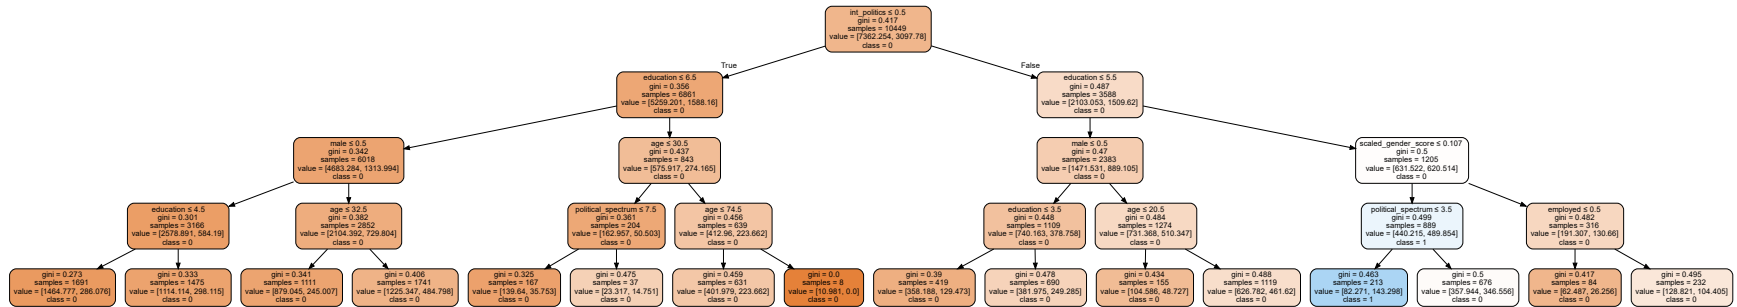 int_politics ≤ 0.5
gini = 0.417
samples = 10449
value = [7362.254, 3097.78]
class = 0
True
False
education ≤ 6.5
gini = 0.356
samples = 6861
value = [5259.201, 1588.16]
class = 0
education ≤ 5.5
gini = 0.487
samples = 3588
value = [2103.053, 1509.62]
class = 0
male ≤ 0.5
gini = 0.342
samples = 6018
value = [4683.284, 1313.994]
class = 0
age ≤ 30.5
gini = 0.437
samples = 843
value = [575.917, 274.165]
class = 0
male ≤ 0.5
gini = 0.47
samples = 2383
value = [1471.531, 889.105]
class = 0
scaled_gender_score ≤ 0.107
gini = 0.5
samples = 1205
value = [631.522, 620.514]
class = 0
education ≤ 4.5
gini = 0.301
samples = 3166
value = [2578.891, 584.19]
class = 0
age ≤ 32.5
gini = 0.382
samples = 2852
value = [2104.392, 729.804]
class = 0
political_spectrum ≤ 7.5
gini = 0.361
samples = 204
value = [162.957, 50.503]
class = 0
age ≤ 74.5
gini = 0.456
samples = 639
value = [412.96, 223.662]
class = 0
education ≤ 3.5
gini = 0.448
samples = 1109
value = [740.163, 378.758]
class = 0
age ≤ 20.5
gini = 0.484
samples = 1274
value = [731.368, 510.347]
class = 0
political_spectrum ≤ 3.5
gini = 0.499
samples = 889
value = [440.215, 489.854]
class = 1
employed ≤ 0.5
gini = 0.482
samples = 316
value = [191.307, 130.66]
class = 0
gini = 0.273
samples = 1691
value = [1464.777, 286.076]
class = 0
gini = 0.333
samples = 1475
value = [1114.114, 298.115]
class = 0
gini = 0.341
samples = 1111
value = [879.045, 245.007]
class = 0
gini = 0.406
samples = 1741
value = [1225.347, 484.798]
class = 0
gini = 0.325
samples = 167
value = [139.64, 35.753]
class = 0
gini = 0.475
samples = 37
value = [23.317, 14.751]
class = 0
gini = 0.459
samples = 631
value = [401.979, 223.662]
class = 0
gini = 0.0
samples = 8
value = [10.981, 0.0]
class = 0
gini = 0.39
samples = 419
value = [358.188, 129.473]
class = 0
gini = 0.478
samples = 690
value = [381.975, 249.285]
class = 0
gini = 0.434
samples = 155
value = [104.586, 48.727]
class = 0
gini = 0.488
samples = 1119
value = [626.782, 461.62]
class = 0
gini = 0.463
samples = 213
value = [82.271, 143.298]
class = 1
gini = 0.5
samples = 676
value = [357.944, 346.556]
class = 0
gini = 0.417
samples = 84
value = [62.487, 26.256]
class = 0
gini = 0.495
samples = 232
value = [128.821, 104.405]
class = 0